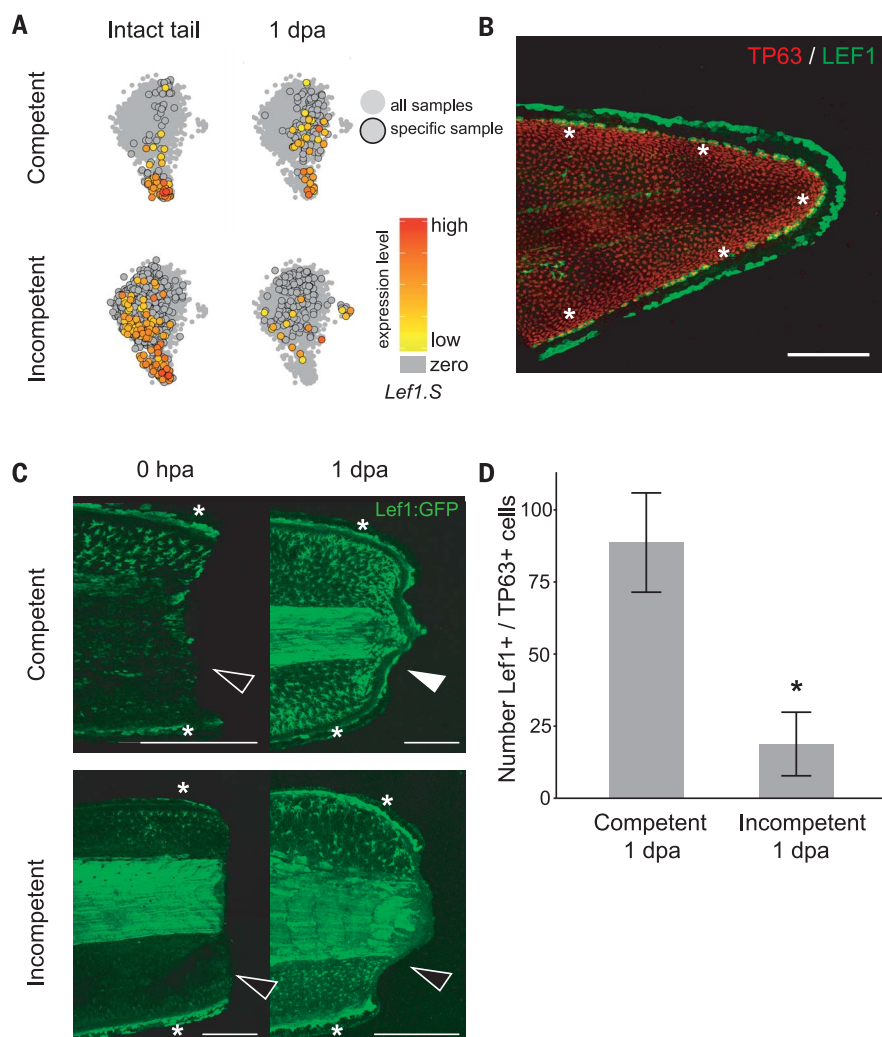 A
Intact tail
1 dpa
Competent
all samples
specific sample
Incompetent
expression level
high
low
zero
Lef1.S
B
TP63 / LEF1
*
*
*
*
*
C
0 hpa
1 dpa
Competent
Lef1:GFP
*
*
*
*
Incompetent
*
*
*
*
D
Number Lef1+ / TP63+ cells
100
75
50
25
0
*
Competent
1 dpa
Incompetent
1 dpa